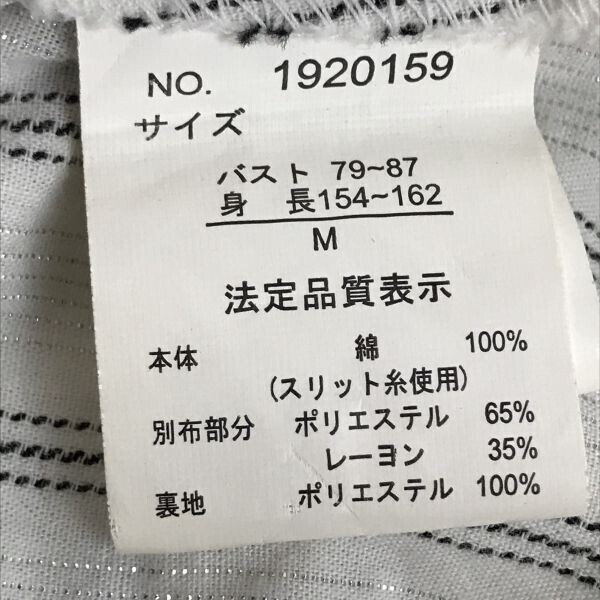 NO. 1920159
サイズ
バスト 79~87
身 長154~162
M
法定品質表示
本体 綿 100%
(スリット糸使用)
別布部分 ポリエステル 65%
レーヨン 35%
裏地 ポリエステル 100%